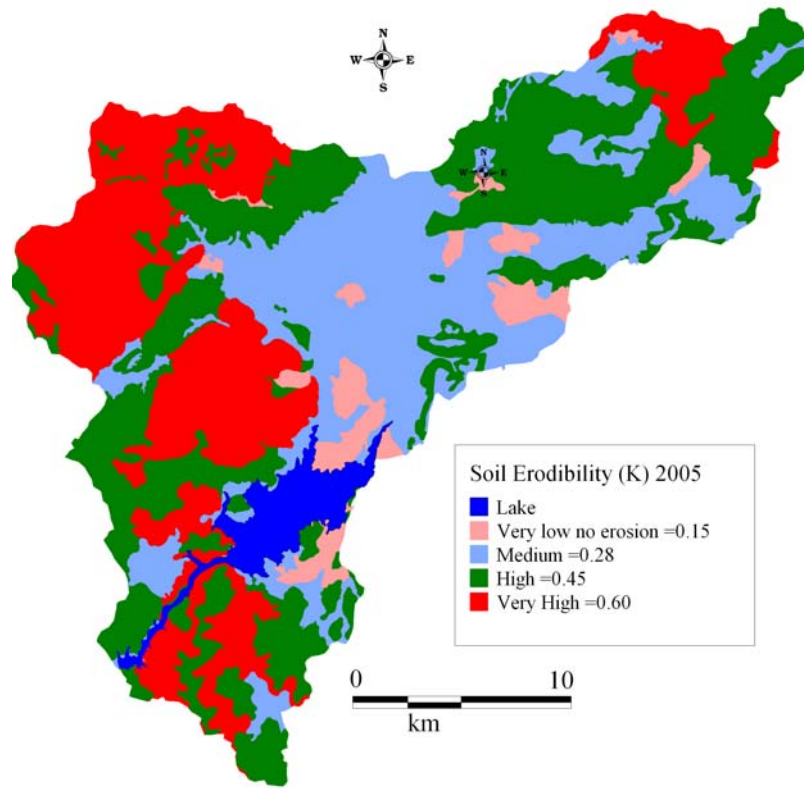 N
W E
S
N
W E
S
Soil Erodibility (K) 2005
Lake
Very low no erosion =0.15
Medium =0.28
High =0.45
Very High =0.60
0 10
km